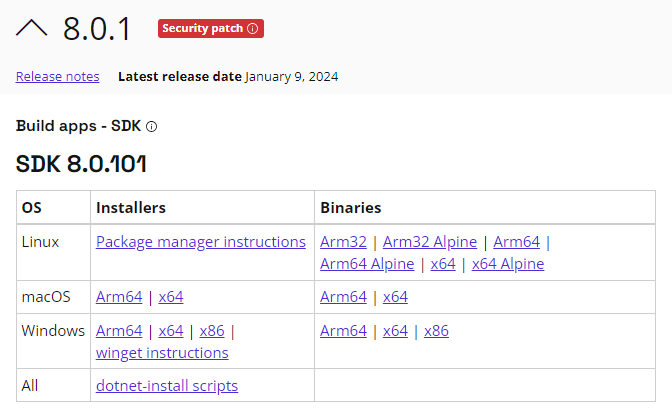 8.0.1 Security patch
Release notes Latest release date January 9, 2024
Build apps - SDK
SDK 8.0.101
OS Installers Binaries
Linux Package manager instructions Arm32 | Arm32 Alpine | Arm64 |
Arm64 Alpine | x64 | x64 Alpine
macOS Arm64 | x64 Arm64 | x64
Windows Arm64 | x64 | x86 | Arm64 | x64 | x86
winget instructions
All dotnet-install scripts